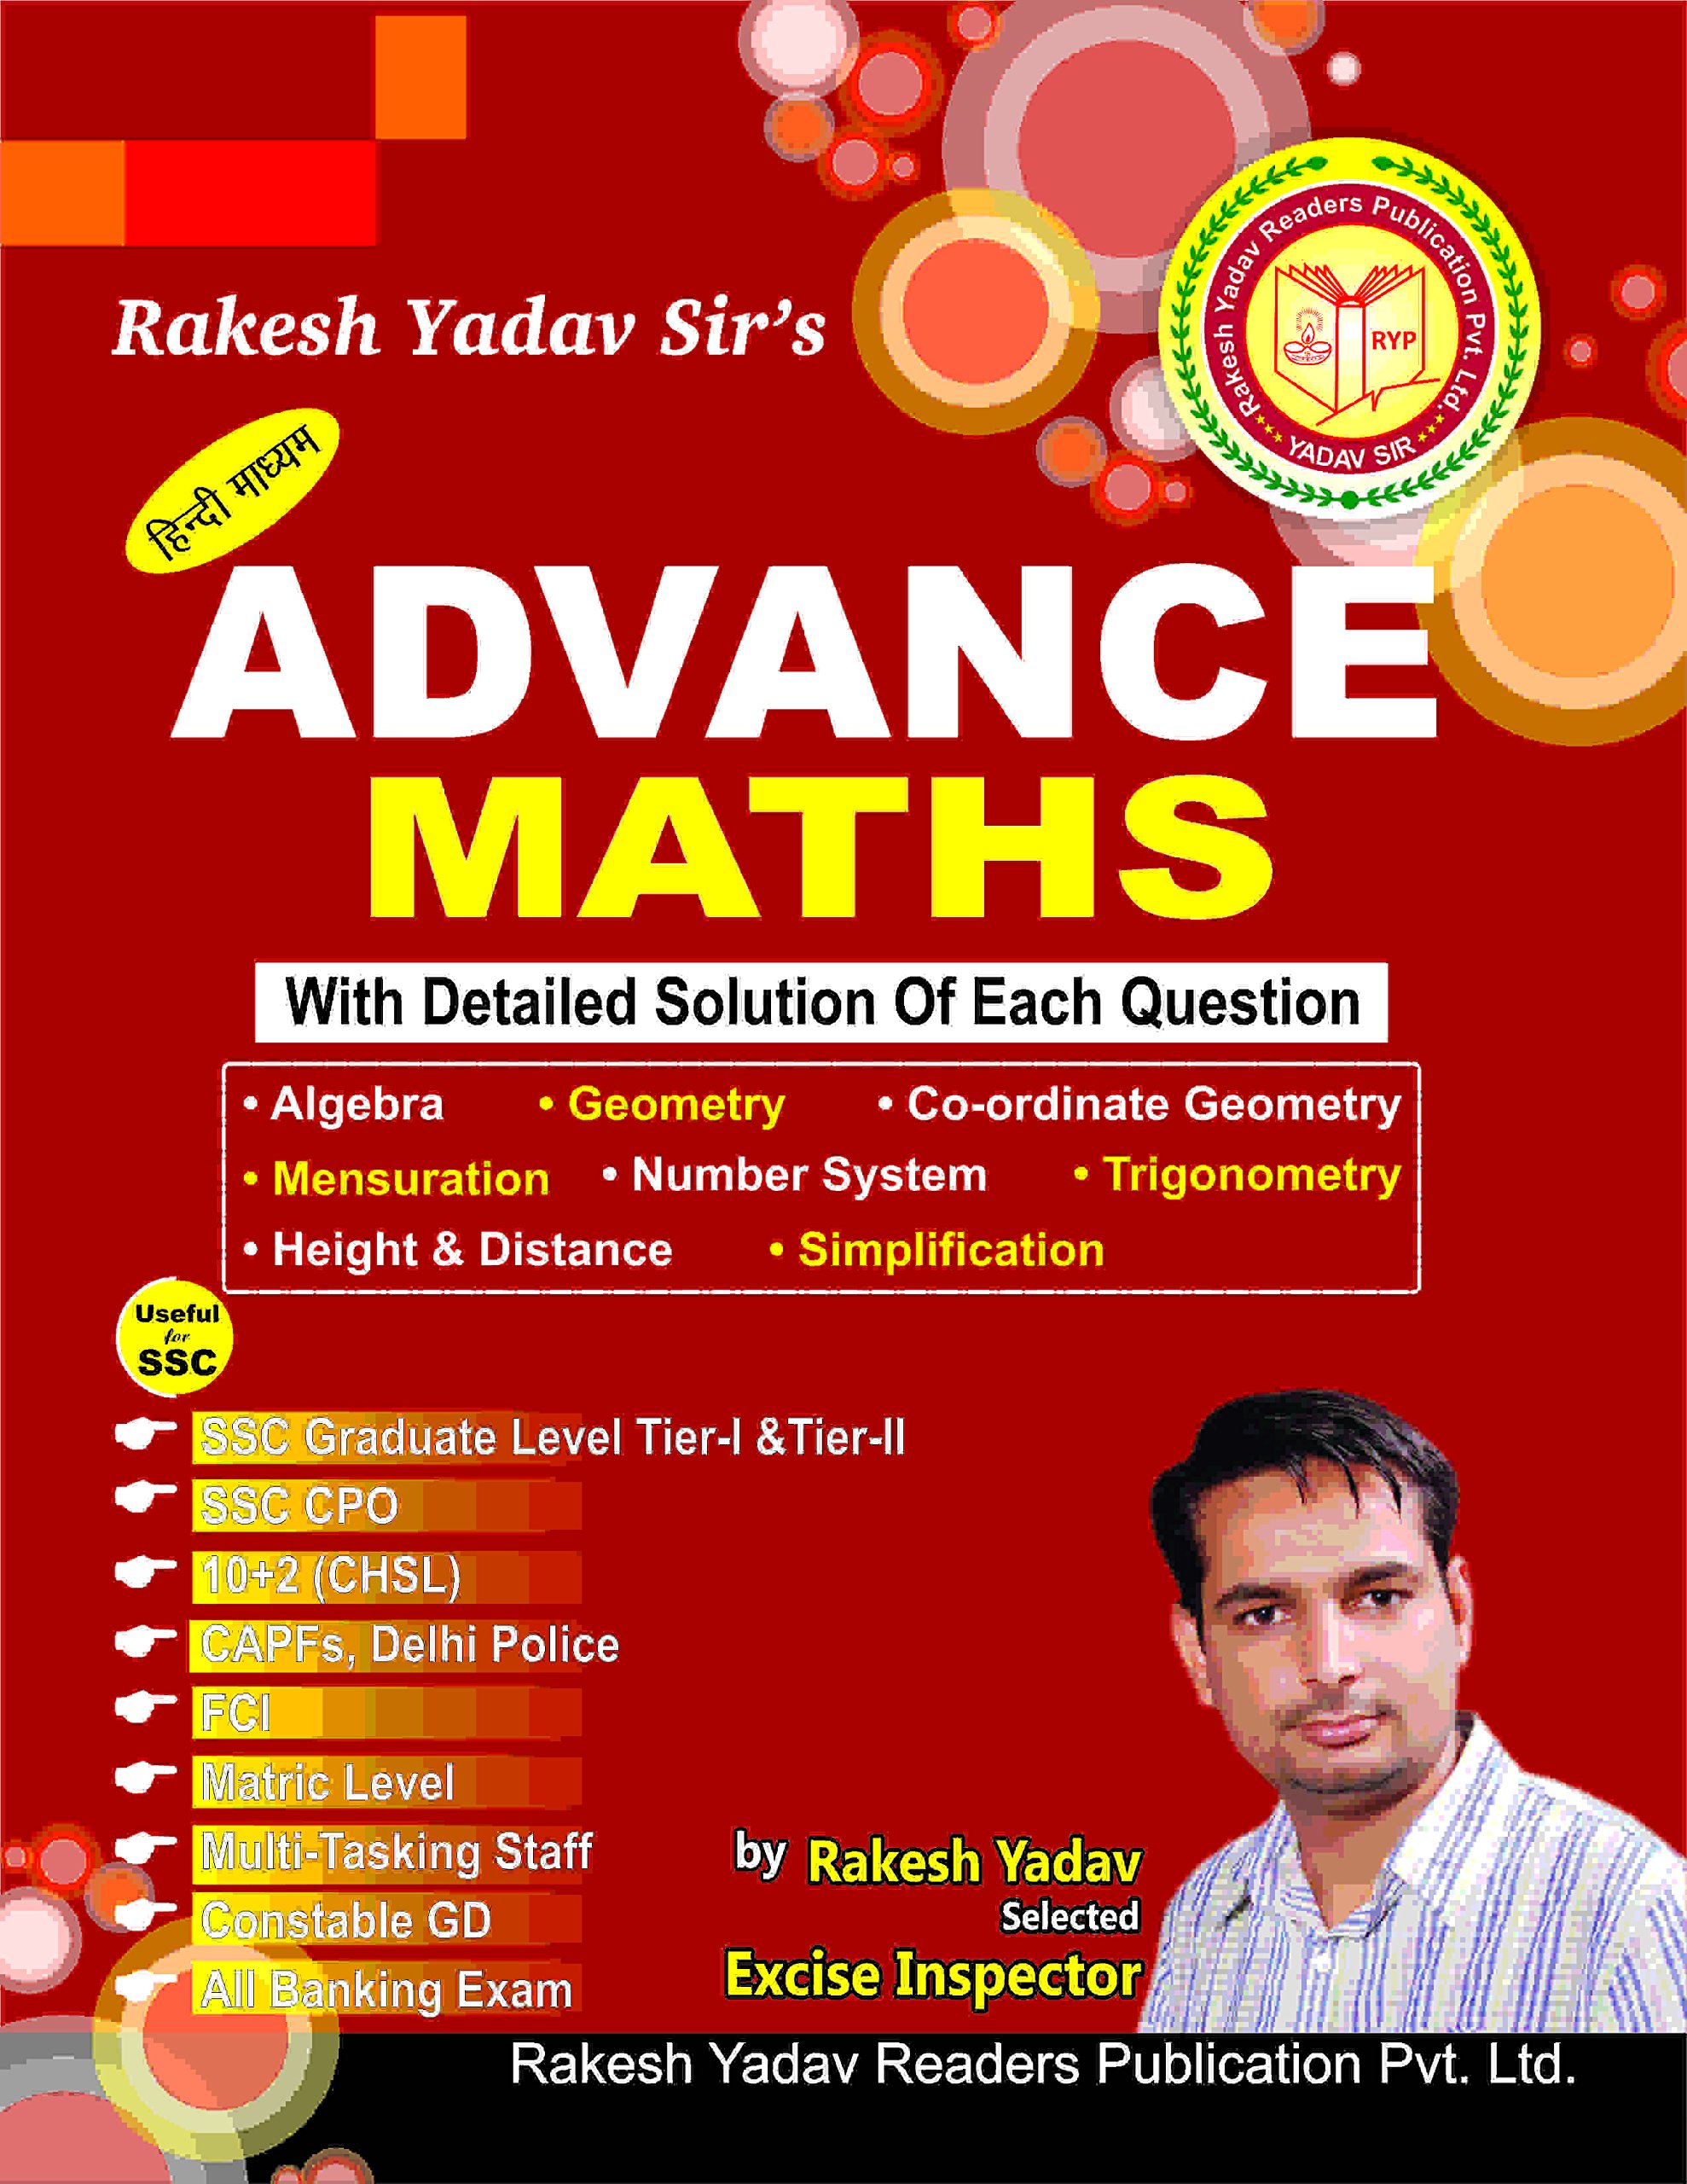 Rakesh Yadav Readers Publication Pvt. Ltd.
RYP
YADAV SIR
Rakesh Yadav Sir's
हिन्दी माध्यम
ADVANCE
MATHS
With Detailed Solution Of Each Question
• Algebra • Geometry • Co-ordinate Geometry
• Mensuration • Number System • Trigonometry
• Height & Distance • Simplification
Useful
for
SSC
SSC Graduate Level Tier-I &Tier-II
SSC CPO
10+2 (CHSL)
CAPFs, Delhi Police
FCI
Matric Level
Multi-Tasking Staff
Constable GD
All Banking Exam
by Rakesh Yadav
Selected
Excise Inspector
Rakesh Yadav Readers Publication Pvt. Ltd.